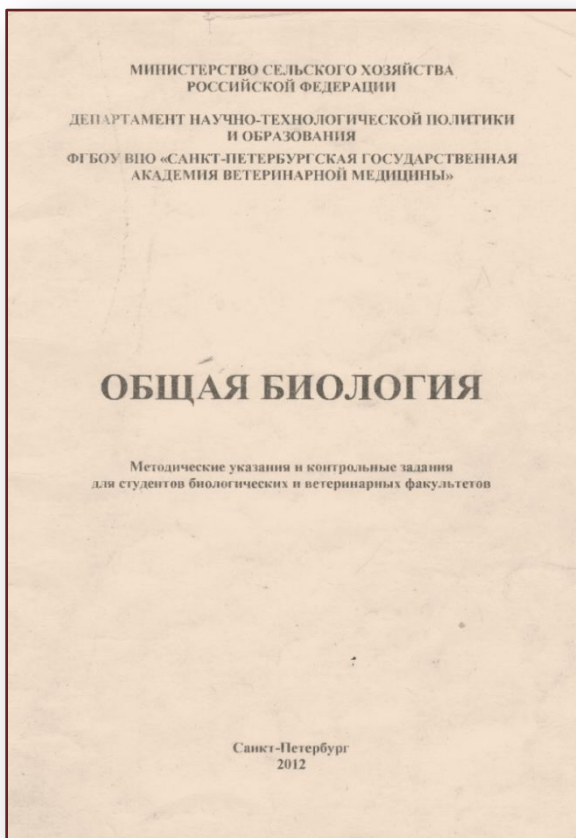 МИНИСТЕРСТВО СЕЛЬСКОГО ХОЗЯЙСТВА
РОССИЙСКОЙ ФЕДЕРАЦИИ
ДЕПАРТАМЕНТ НАУЧНО-ТЕХНОЛОГИЧЕСКОЙ ПОЛИТИКИ
И ОБРАЗОВАНИЯ
ФГБОУ ВПО «САНКТ-ПЕТЕРБУРГСКАЯ ГОСУДАРСТВЕННАЯ
АКАДЕМИЯ ВЕТЕРИНАРНОЙ МЕДИЦИНЫ»
ОБЩАЯ БИОЛОГИЯ
Методические указания и контрольные задания
для студентов биологических и ветеринарных факультетов
Санкт-Петербург
2012